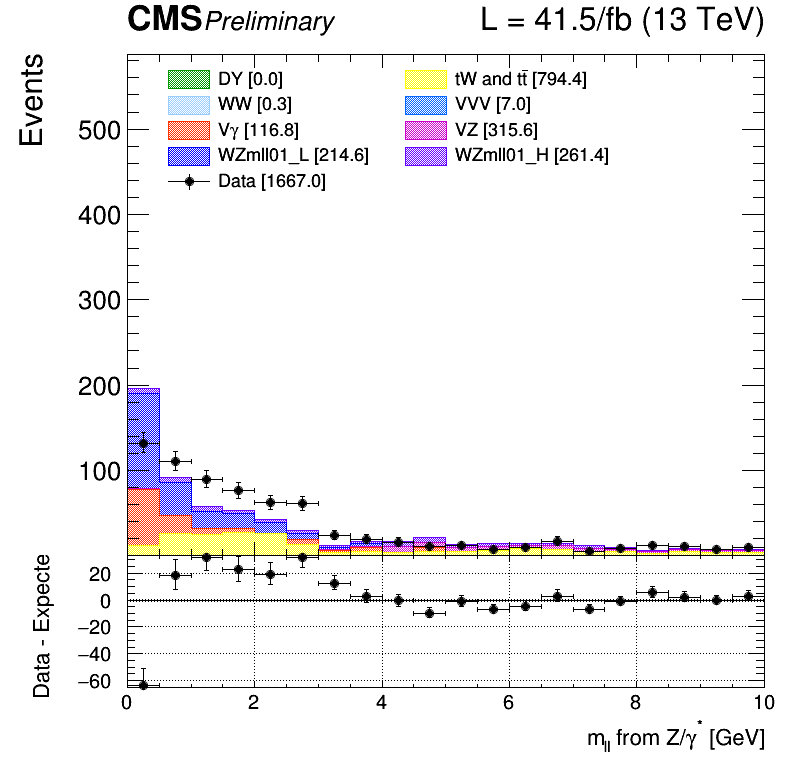 CMS Preliminary L = 41.5/fb (13 TeV)
Events
DY [0.0] tW and tt̄ [794.4]
WW [0.3] VVV [7.0]
Vγ [116.8] VZ [315.6]
WZmll01_L [214.6] WZmll01_H [261.4]
Data [1667.0]
500
400
300
200
100
Data - Expecte
20
0
−20
−40
−60
0 2 4 6 8 10
m_ll from Z/γ* [GeV]